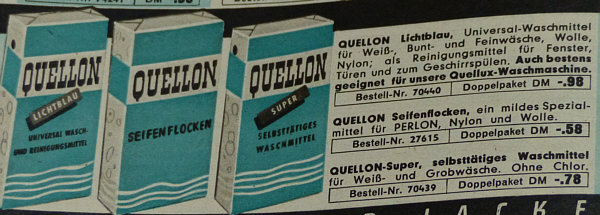 Doppelpaket DM
QUELLON
LICHTBLAU
UNIVERSAL WASCH-
UND REINIGUNGSMITTEL
QUELLON
SEIFENFLOCKEN
QUELLON
SUPER
SELBSTTÄTIGES
WASCHMITTEL
QUELLON Lichtblau, Universal-Waschmittel
für Weiß-, Bunt- und Feinwäsche, Wolle,
Nylon; als Reinigungsmittel für Fenster,
Türen und zum Geschirrspülen. Auch bestens
geeignet für unsere Quellux-Waschmaschine.
Bestell-Nr. 70440 Doppelpaket DM -.98
QUELLON Seifenflocken, ein mildes Spezial-
mittel für PERLON, Nylon und Wolle.
Bestell-Nr. 27615 Doppelpaket DM -.58
QUELLON-Super, selbsttätiges Waschmittel
für Weiß- und Grobwäsche. Ohne Chlor.
Bestell-Nr. 70439 Doppelpaket DM -.78
LACKE